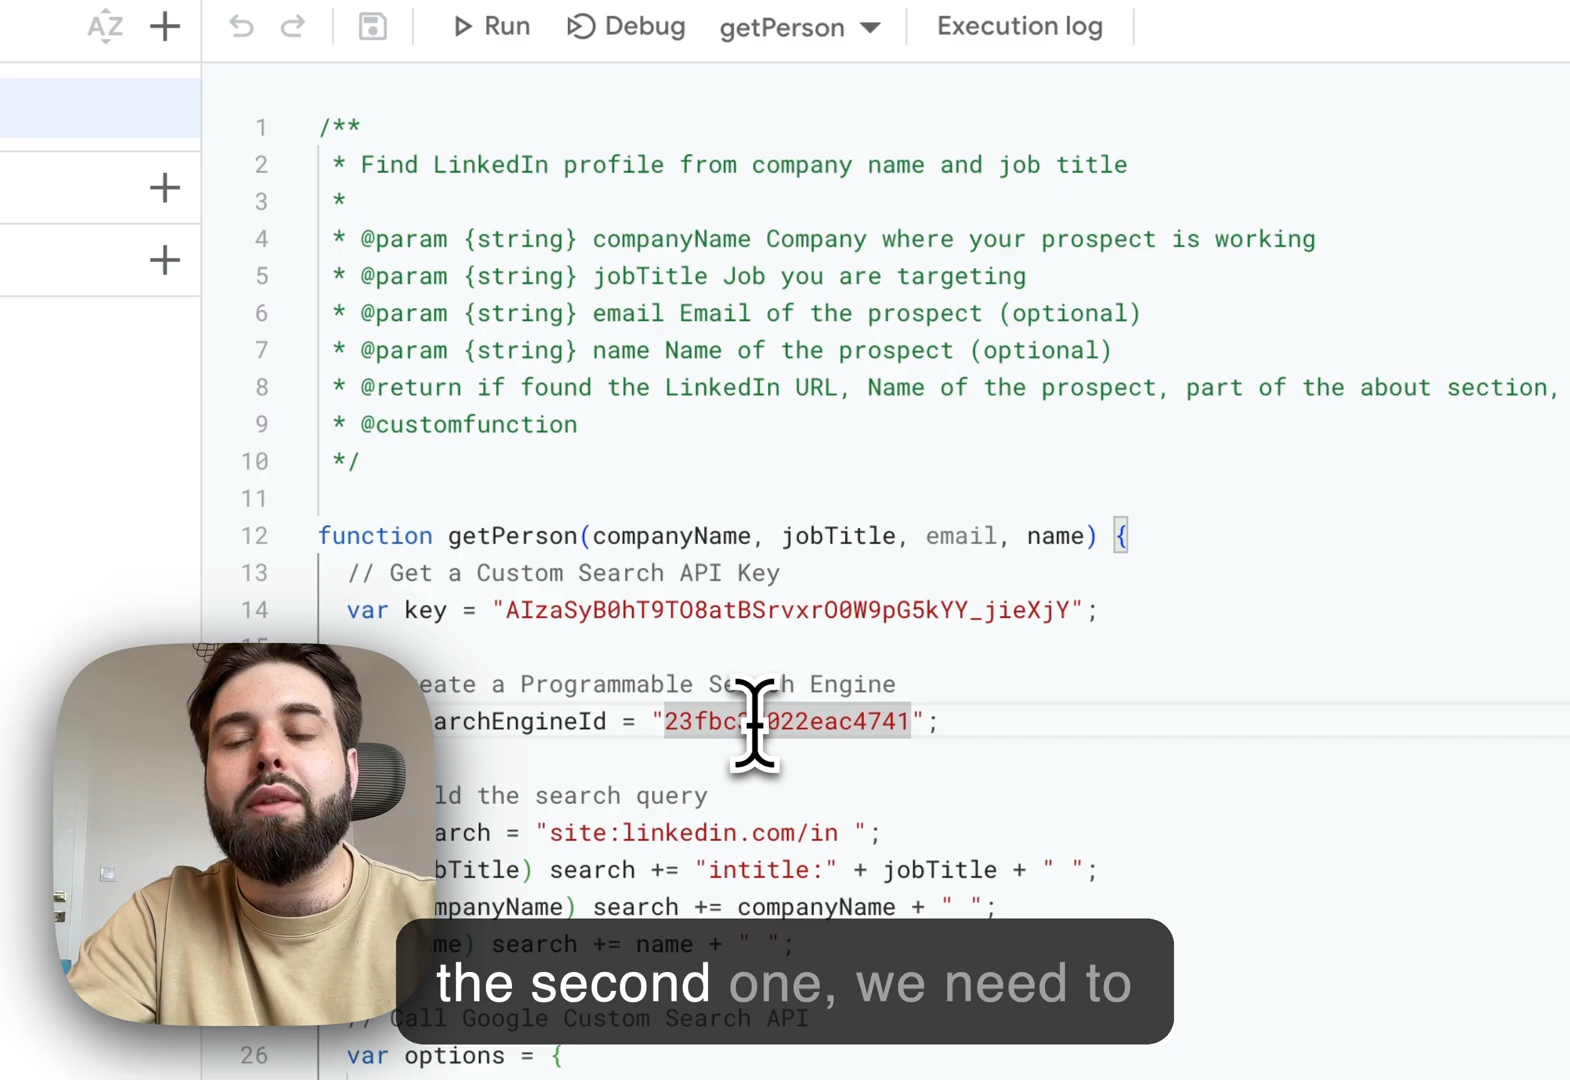 AZ
Run
Debug
getPerson
Execution log
1 /**
2 * Find LinkedIn profile from company name and job title
3 *
4 * @param {string} companyName Company where your prospect is working
5 * @param {string} jobTitle Job you are targeting
6 * @param {string} email Email of the prospect (optional)
7 * @param {string} name Name of the prospect (optional)
8 * @return if found the LinkedIn URL, Name of the prospect, part of the about section,
9 * @customfunction
10 */
11
12 function getPerson(companyName, jobTitle, email, name) {
13 // Get a Custom Search API Key
14 var key = "AIzaSyB0hT9TO8atBSrvxrO0W9pG5kYY_jieXjY";
eate a Programmable Engine
archEngineId = "
ld the search query
arch = "site:linkedin.com/in ";
bTitle) search += "intitle:" + jobTitle + " ";
mpanyName) search += companyName + " ";
me) search += name + " ";
the second one, we need to
// Call Google Custom Search API
26 var options = {